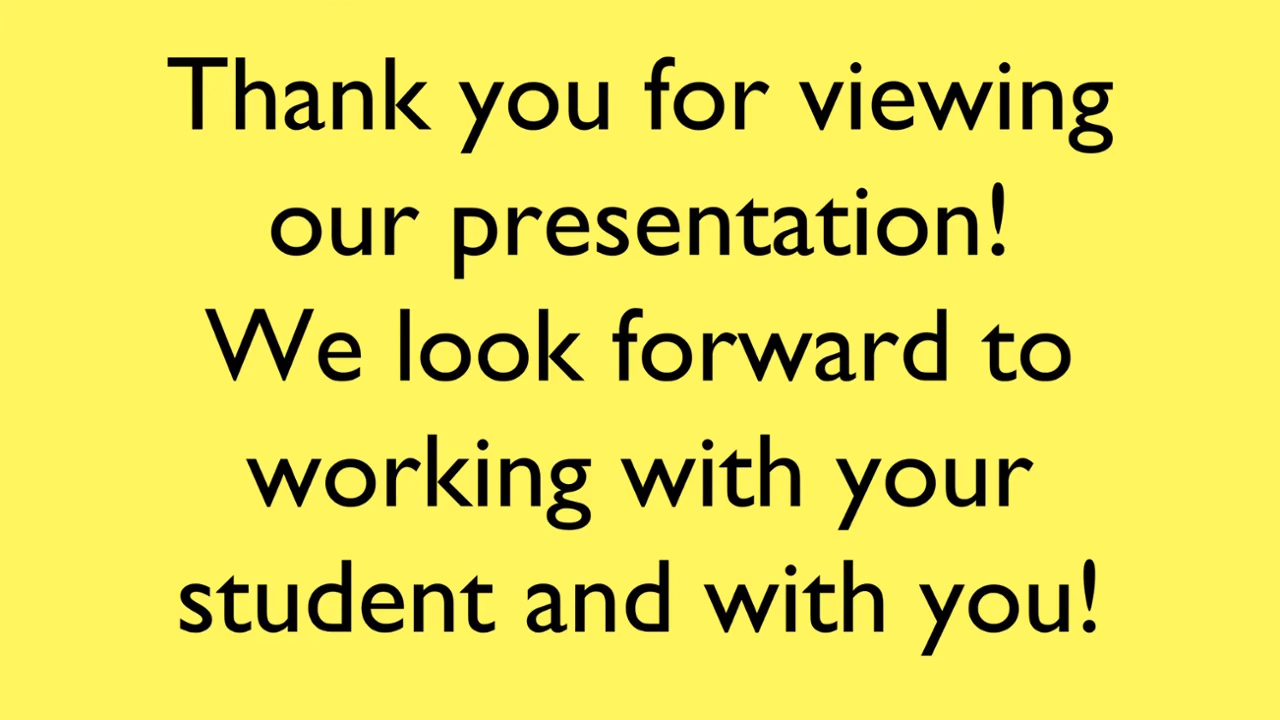 Thank you for viewing
our presentation!
We look forward to
working with your
student and with you!